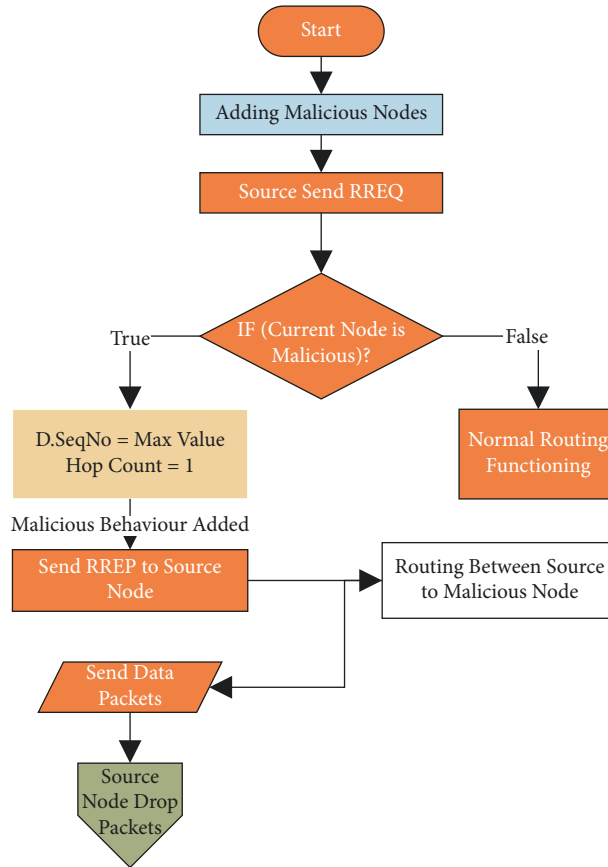 Start
Adding Malicious Nodes
Source Send RREQ
IF (Current Node is
Malicious)?
True
False
D.SeqNo = Max Value
Hop Count = 1
Normal Routing
Functioning
Malicious Behaviour Added
Send RREP to Source
Node
Routing Between Source
to Malicious Node
Send Data
Packets
Source
Node Drop
Packets